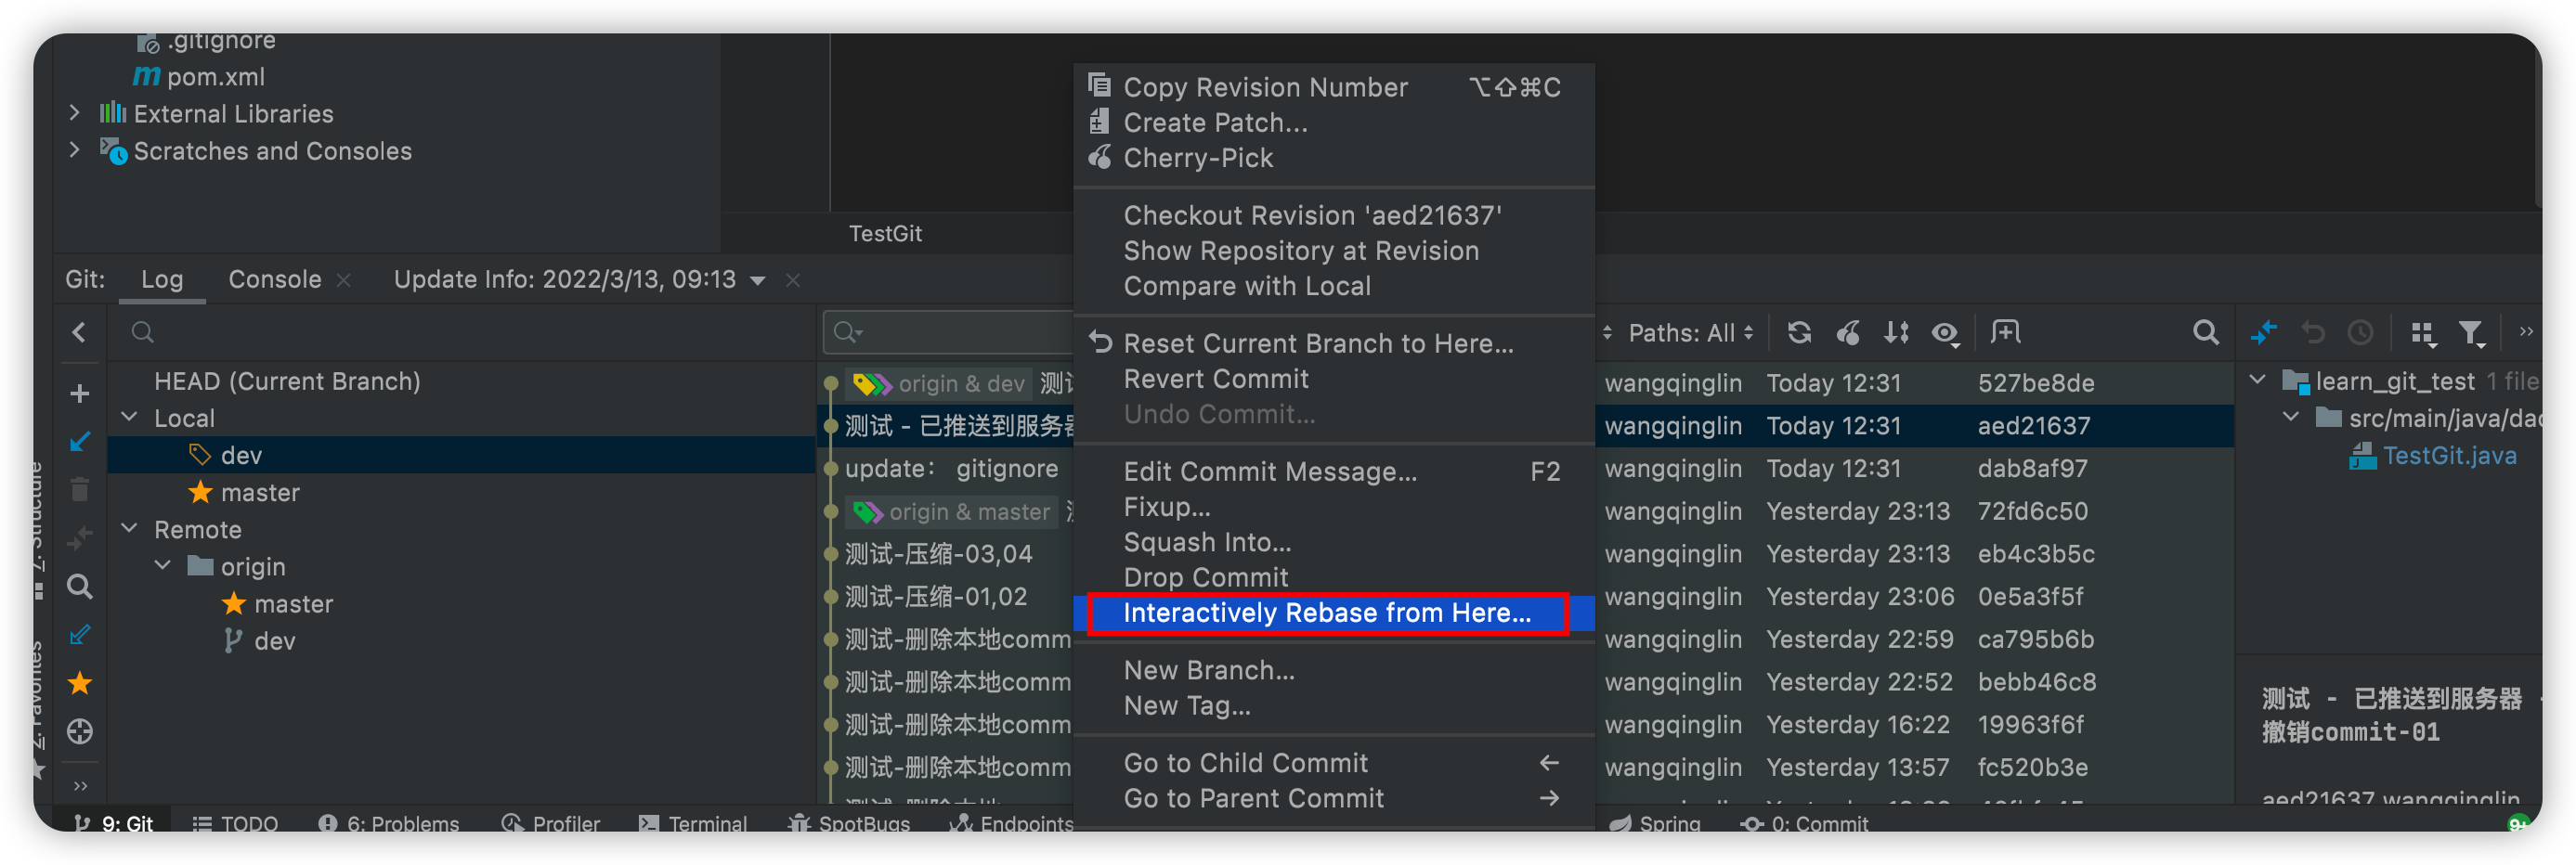 .gitignore
pom.xml
External Libraries
Scratches and Consoles
TestGit
Git: Log Console Update Info: 2022/3/13, 09:13
HEAD (Current Branch)
Local
dev
master
Remote
origin
master
dev
Copy Revision Number ⌥⇧⌘C
Create Patch...
Cherry-Pick
Checkout Revision 'aed21637'
Show Repository at Revision
Compare with Local
Reset Current Branch to Here...
Revert Commit
Undo Commit...
Edit Commit Message... F2
Fixup...
Squash Into...
Drop Commit
Interactively Rebase from Here...
New Branch...
New Tag...
Go to Child Commit ←
Go to Parent Commit →
Paths: All
origin & dev 测试 wangqinglin Today 12:31 527be8de
测试 - 已推送到服务器 wangqinglin Today 12:31 aed21637
update: gitignore wangqinglin Today 12:31 dab8af97
origin & master wangqinglin Yesterday 23:13 72fd6c50
测试-压缩-03,04 wangqinglin Yesterday 23:13 eb4c3b5c
测试-压缩-01,02 wangqinglin Yesterday 23:06 0e5a3f5f
测试-删除本地comm wangqinglin Yesterday 22:59 ca795b6b
测试-删除本地comm wangqinglin Yesterday 22:52 bebb46c8
测试-删除本地comm wangqinglin Yesterday 16:22 19963f6f
测试-删除本地comm wangqinglin Yesterday 13:57 fc520b3e
learn_git_test 1 file
src/main/java/dao
TestGit.java
测试 - 已推送到服务器 -
撤销commit-01
aed21637 wangqinglin
Z: Structure
2: Favorites
9: Git TODO 6: Problems Profiler Terminal SpotBugs Endpoints Spring 0: Commit
9+